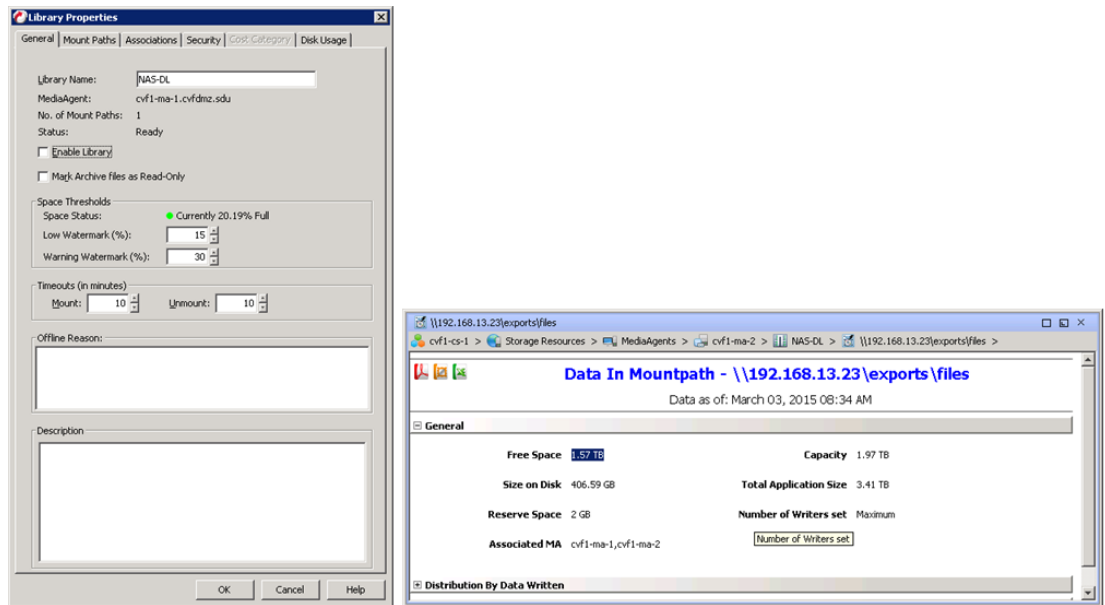 Library Properties
General Mount Paths Associations Security Cost Category Disk Usage
Library Name: NAS-DL
MediaAgent: cvf1-ma-1.cvfdmz.sdu
No. of Mount Paths: 1
Status: Ready
Enable Library
Mark Archive files as Read-Only
Space Thresholds
Space Status: Currently 20.19% Full
Low Watermark (%): 15
Warning Watermark (%): 30
Timeouts (in minutes)
Mount: 10 Unmount: 10
Offline Reason:
Description
OK Cancel Help
\\192.168.13.23\exports\files
cvf1-cs-1 > Storage Resources > MediaAgents > cvf1-ma-2 > NAS-DL > \\192.168.13.23\exports\files >
Data In Mountpath - \\192.168.13.23\exports\files
Data as of: March 03, 2015 08:34 AM
General
Free Space 1.57 TB Capacity 1.97 TB
Size on Disk 406.59 GB Total Application Size 3.41 TB
Reserve Space 2 GB Number of Writers set Maximum
Associated MA cvf1-ma-1,cvf1-ma-2 Number of Writers set
Distribution By Data Written